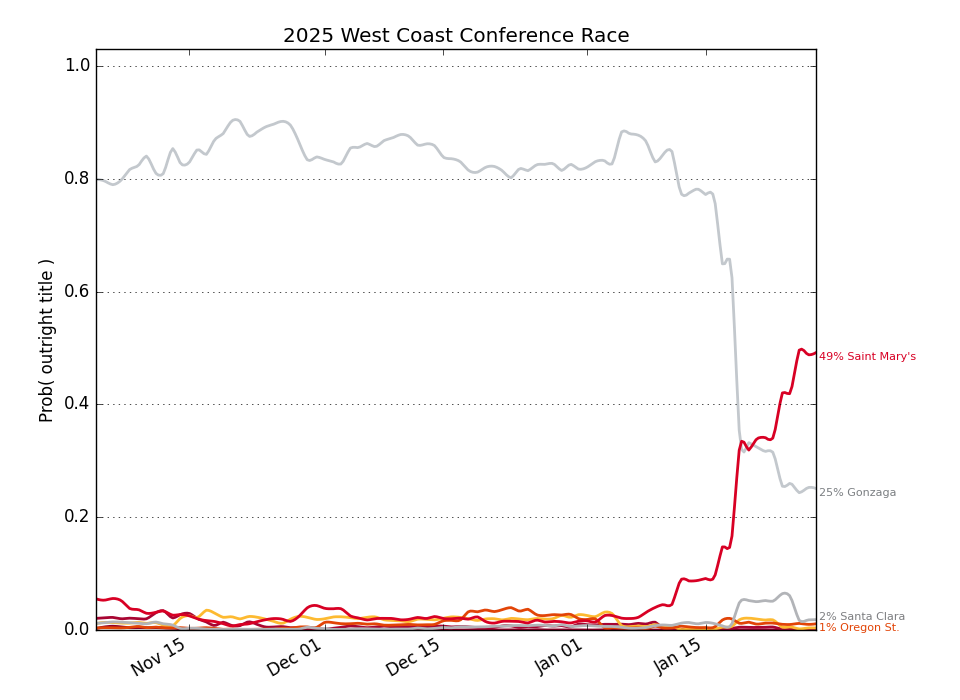 2025 West Coast Conference Race
Prob( outright title )
1.0
0.8
0.6
0.4
0.2
0.0
49% Saint Mary's
25% Gonzaga
2% Santa Clara
1% Oregon St.
Nov 15
Dec 01
Dec 15
Jan 01
Jan 15